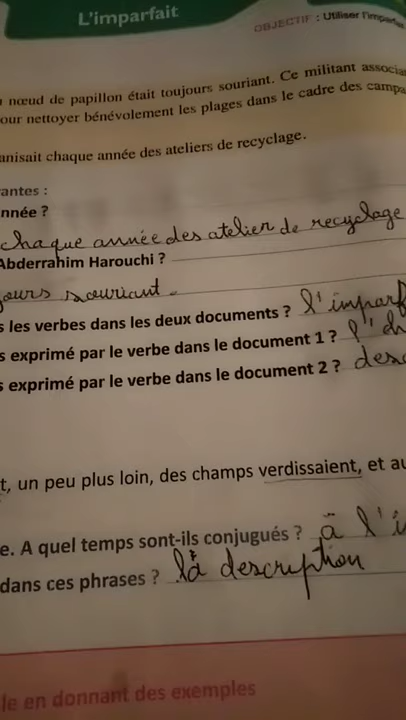 L'imparfait
OBJECTIF : Utiliser l'imparfait
nœud de papillon était toujours souriant. Ce militant associa
our nettoyer bénévolement les plages dans le cadre des campa
anisait chaque année des ateliers de recyclage.
antes :
nnée ?
chaque année des atelier de recyclage
Abderrahim Harouchi ?
jours souriant.
s les verbes dans les deux documents ? l'imparf
s exprimé par le verbe dans le document 1 ? l'
s exprimé par le verbe dans le document 2 ? desc
t, un peu plus loin, des champs verdissaient, et au
e. A quel temps sont-ils conjugués ? à l'i
dans ces phrases ? la description
le en donnant des exemples